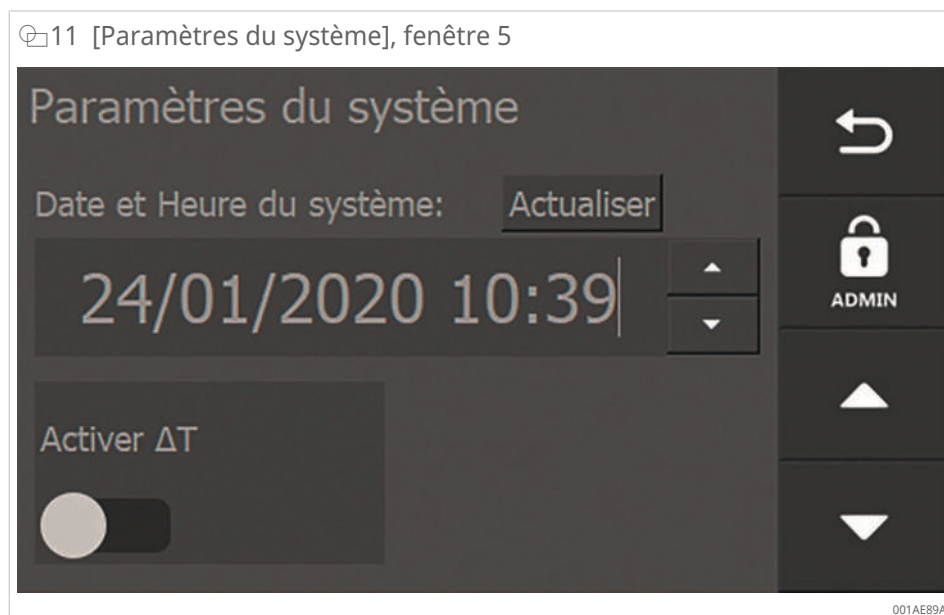 11 [Paramètres du système], fenêtre 5
Paramètres du système
Date et Heure du système: Actualiser
24/01/2020 10:39
ADMIN
Activer ΔT
001AE89A